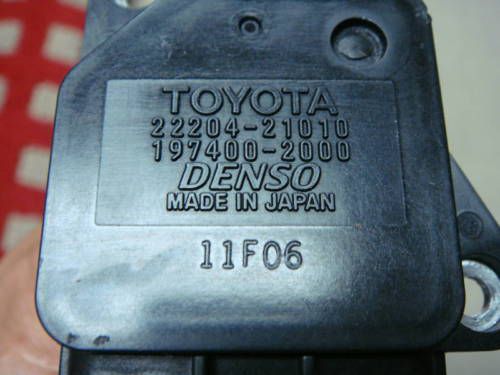 TOYOTA
22204-21010
197400-2000
DENSO
MADE IN JAPAN
11F06